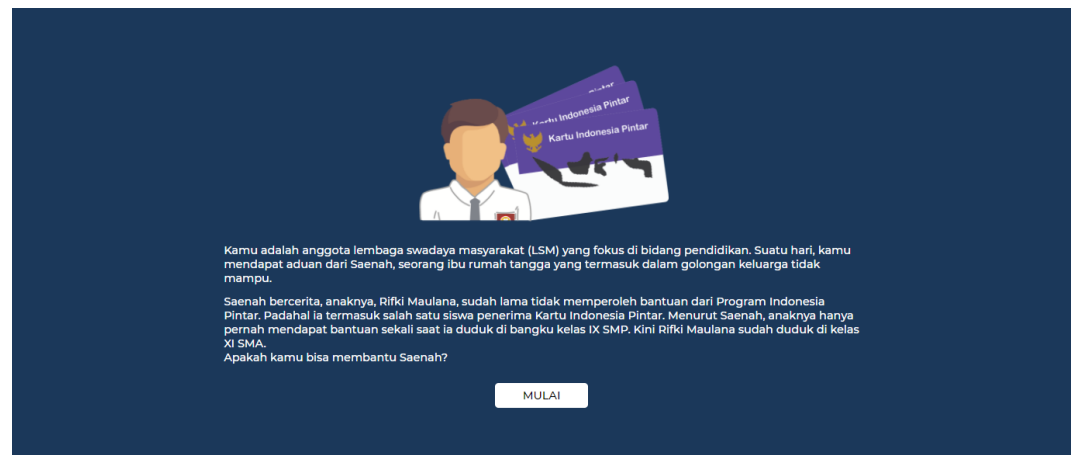 Pintar
Kartu Indonesia Pintar
Kartu Indonesia Pintar
Kamu adalah anggota lembaga swadaya masyarakat (LSM) yang fokus di bidang pendidikan. Suatu hari, kamu
mendapat aduan dari Saenah, seorang ibu rumah tangga yang termasuk dalam golongan keluarga tidak
mampu.
Saenah bercerita, anaknya, Rifki Maulana, sudah lama tidak memperoleh bantuan dari Program Indonesia
Pintar. Padahal ia termasuk salah satu siswa penerima Kartu Indonesia Pintar. Menurut Saenah, anaknya hanya
pernah mendapat bantuan sekali saat ia duduk di bangku kelas IX SMP. Kini Rifki Maulana sudah duduk di kelas
XI SMA.
Apakah kamu bisa membantu Saenah?
MULAI